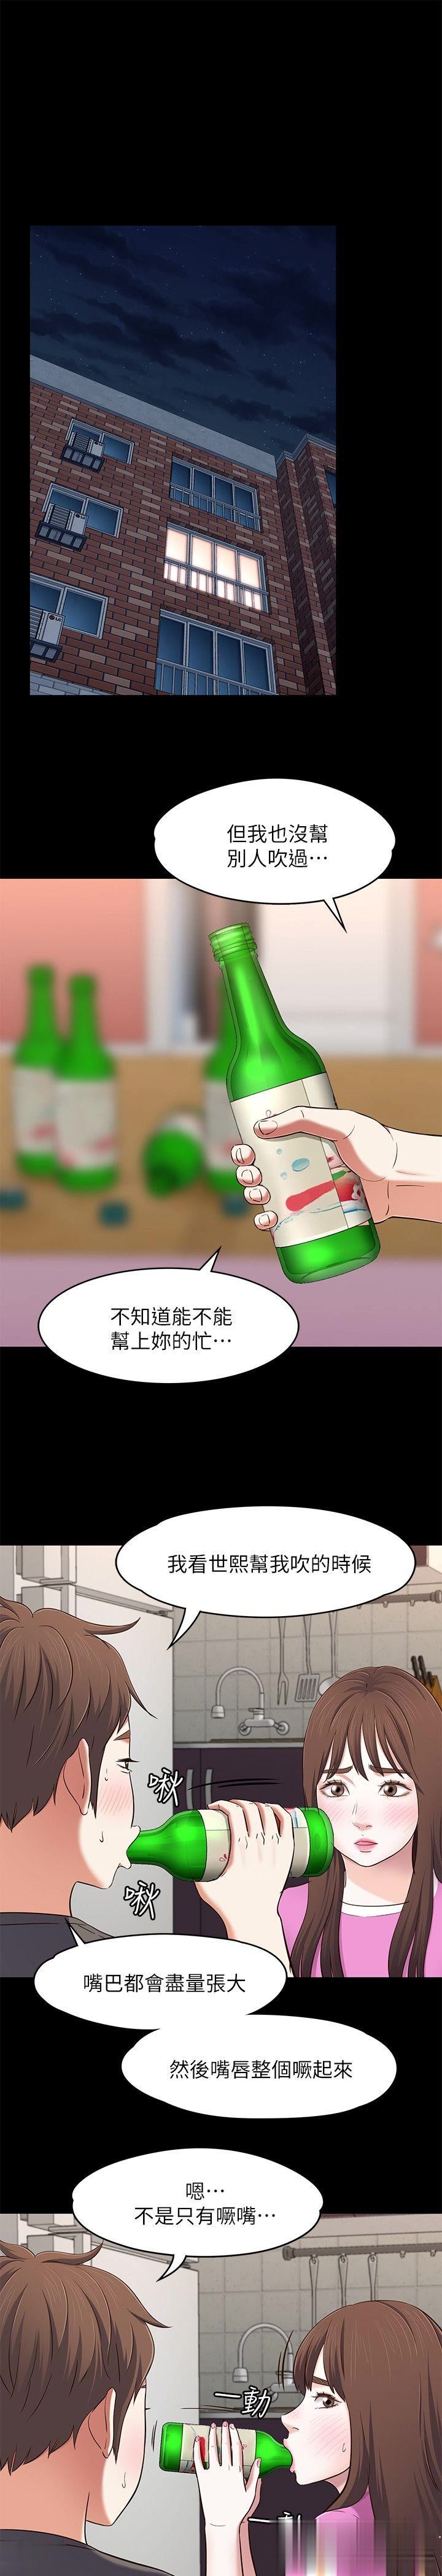 但我也沒幫
別人吹過⋯
不知道能不能
幫上妳的忙⋯
我看世熙幫我吹的時候
啾
啾
嘴巴都會盡量張大
然後嘴唇整個噘起來
嗯⋯
不是只有噘嘴⋯
一動
一動